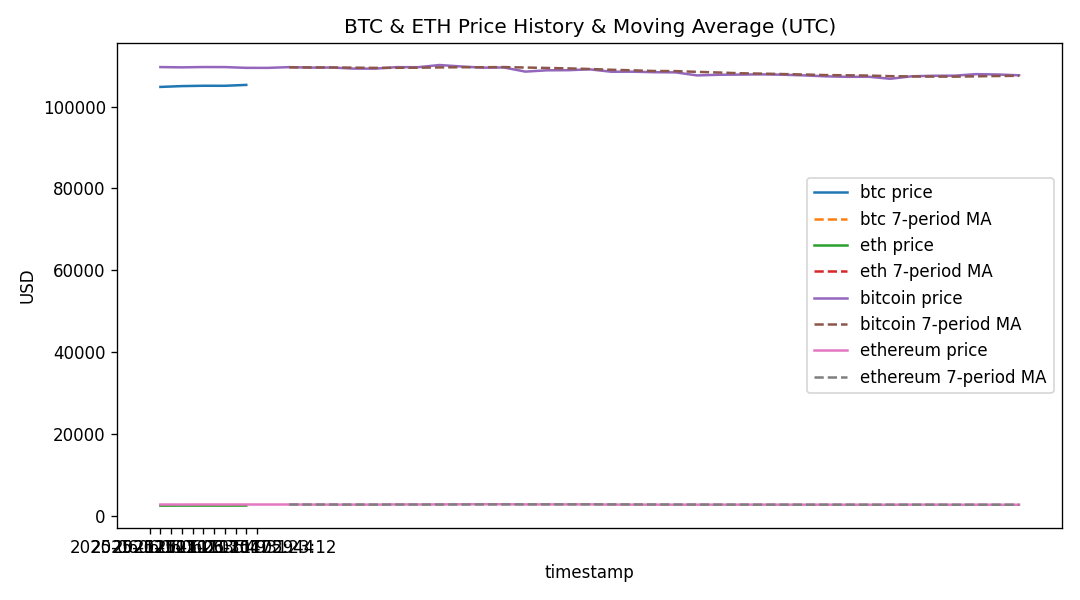 BTC & ETH Price History & Moving Average (UTC)
100000
80000
60000
40000
20000
0
USD
btc price
btc 7-period MA
eth price
eth 7-period MA
bitcoin price
bitcoin 7-period MA
ethereum price
ethereum 7-period MA
timestamp